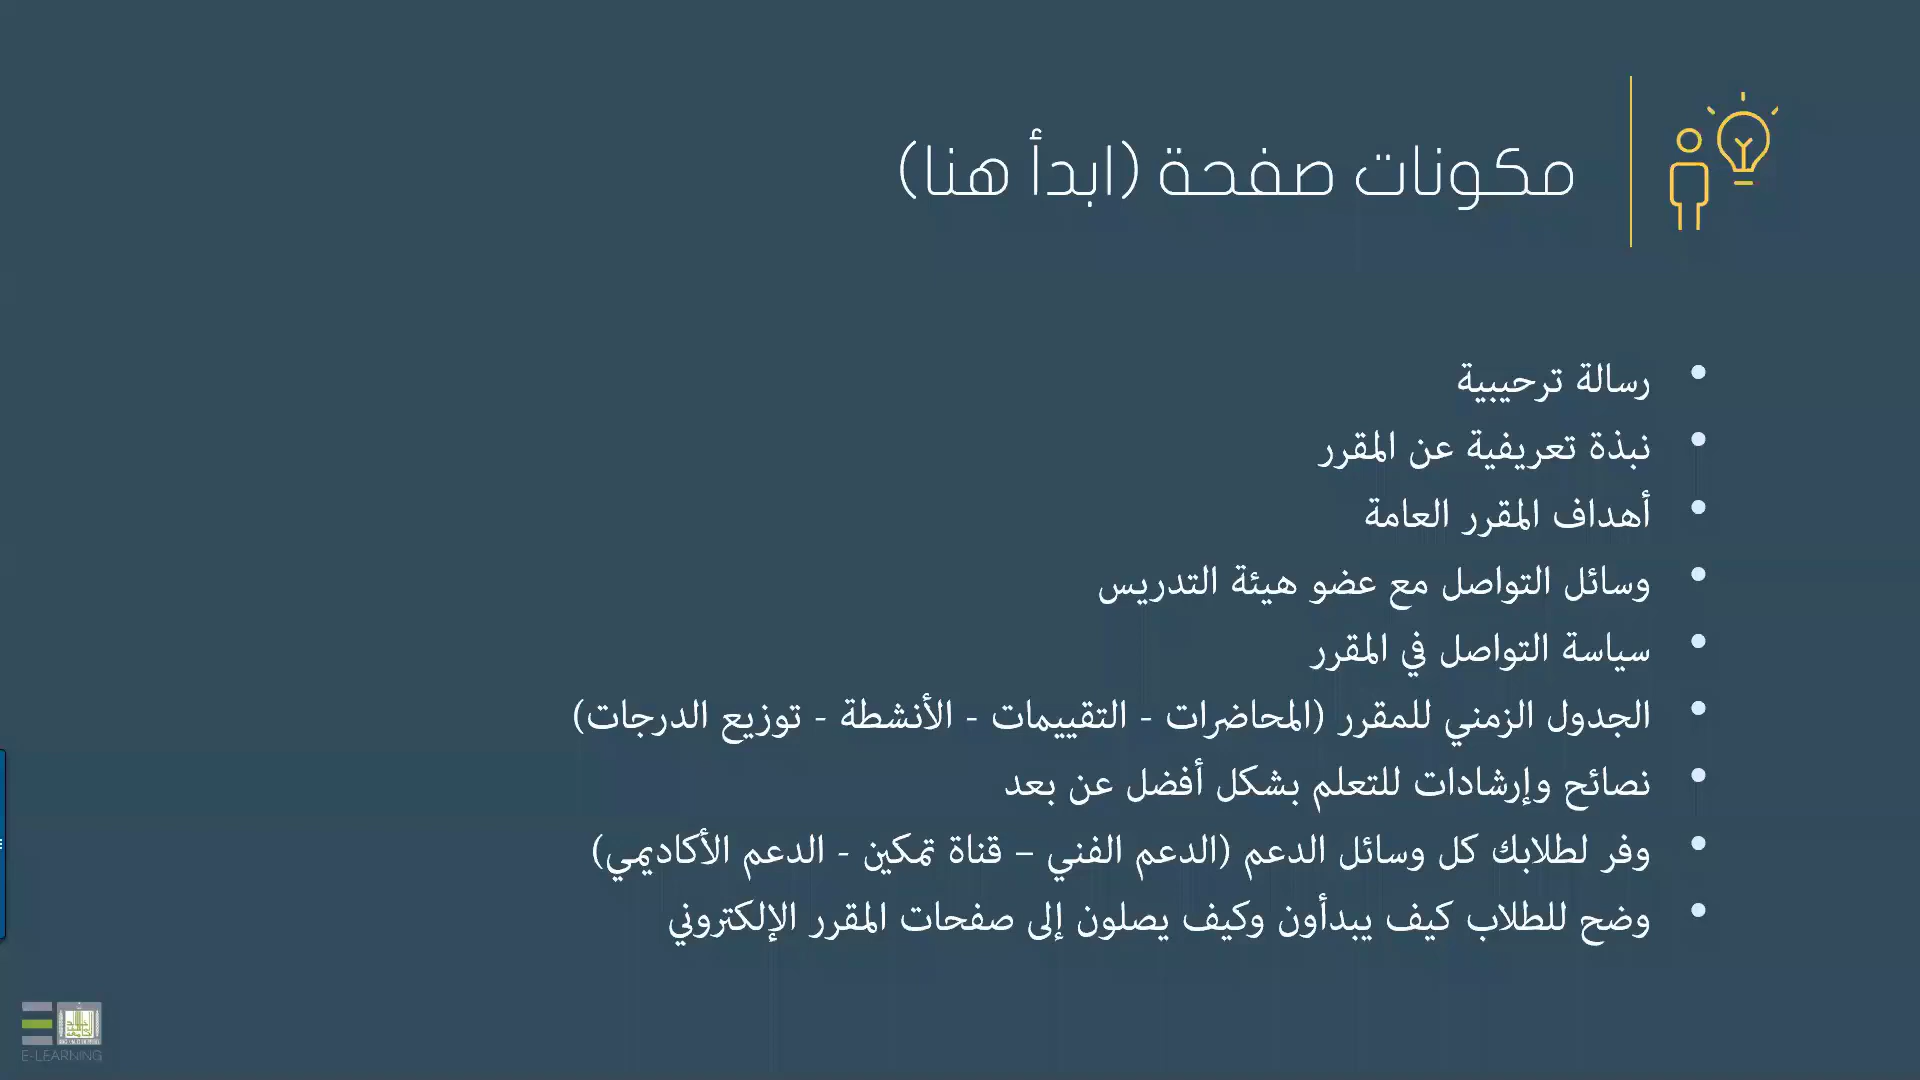 مكونات صفحة (ابدأ هنا)
• رسالة ترحيبية
• نبذة تعريفية عن المقرر
• أهداف المقرر العامة
• وسائل التواصل مع عضو هيئة التدريس
• سياسة التواصل في المقرر
• الجدول الزمني للمقرر (المحاضرات - التقييمات - الأنشطة - توزيع الدرجات)
• نصائح وإرشادات للتعلم بشكل أفضل عن بعد
• وفر لطلابك كل وسائل الدعم (الدعم الفني – قناة تمكين - الدعم الأكاديمي)
• وضح للطلاب كيف يبدأون وكيف يصلون إلى صفحات المقرر الإلكتروني
E-LEARNING